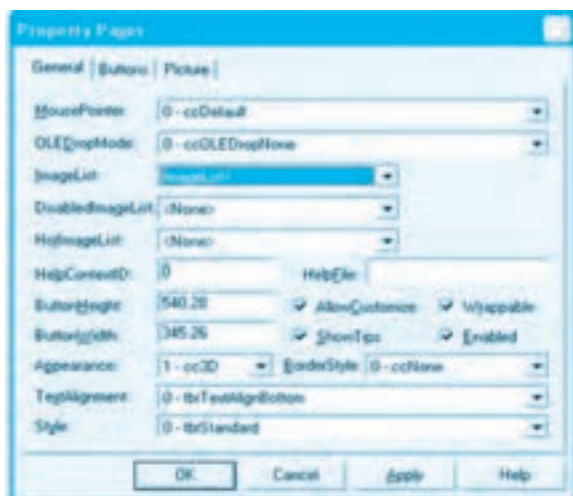 Property Pages
General Buttons Picture
MousePointer: 0 - ccDefault
OLEDropMode: 0 - ccOLEDropNone
ImageList: ImageList1
DisabledImageList: <None>
HotImageList: <None>
HelpContextID: 0 HelpFile:
ButtonHeight: 540.28 AllowCustomize Wrappable
ButtonWidth: 345.26 ShowTips Enabled
Appearance: 1 - cc3D BorderStyle: 0 - ccNone
TextAlignment: 0 - tbrTextAlignBottom
Style: 0 - tbrStandard
OK Cancel Apply Help